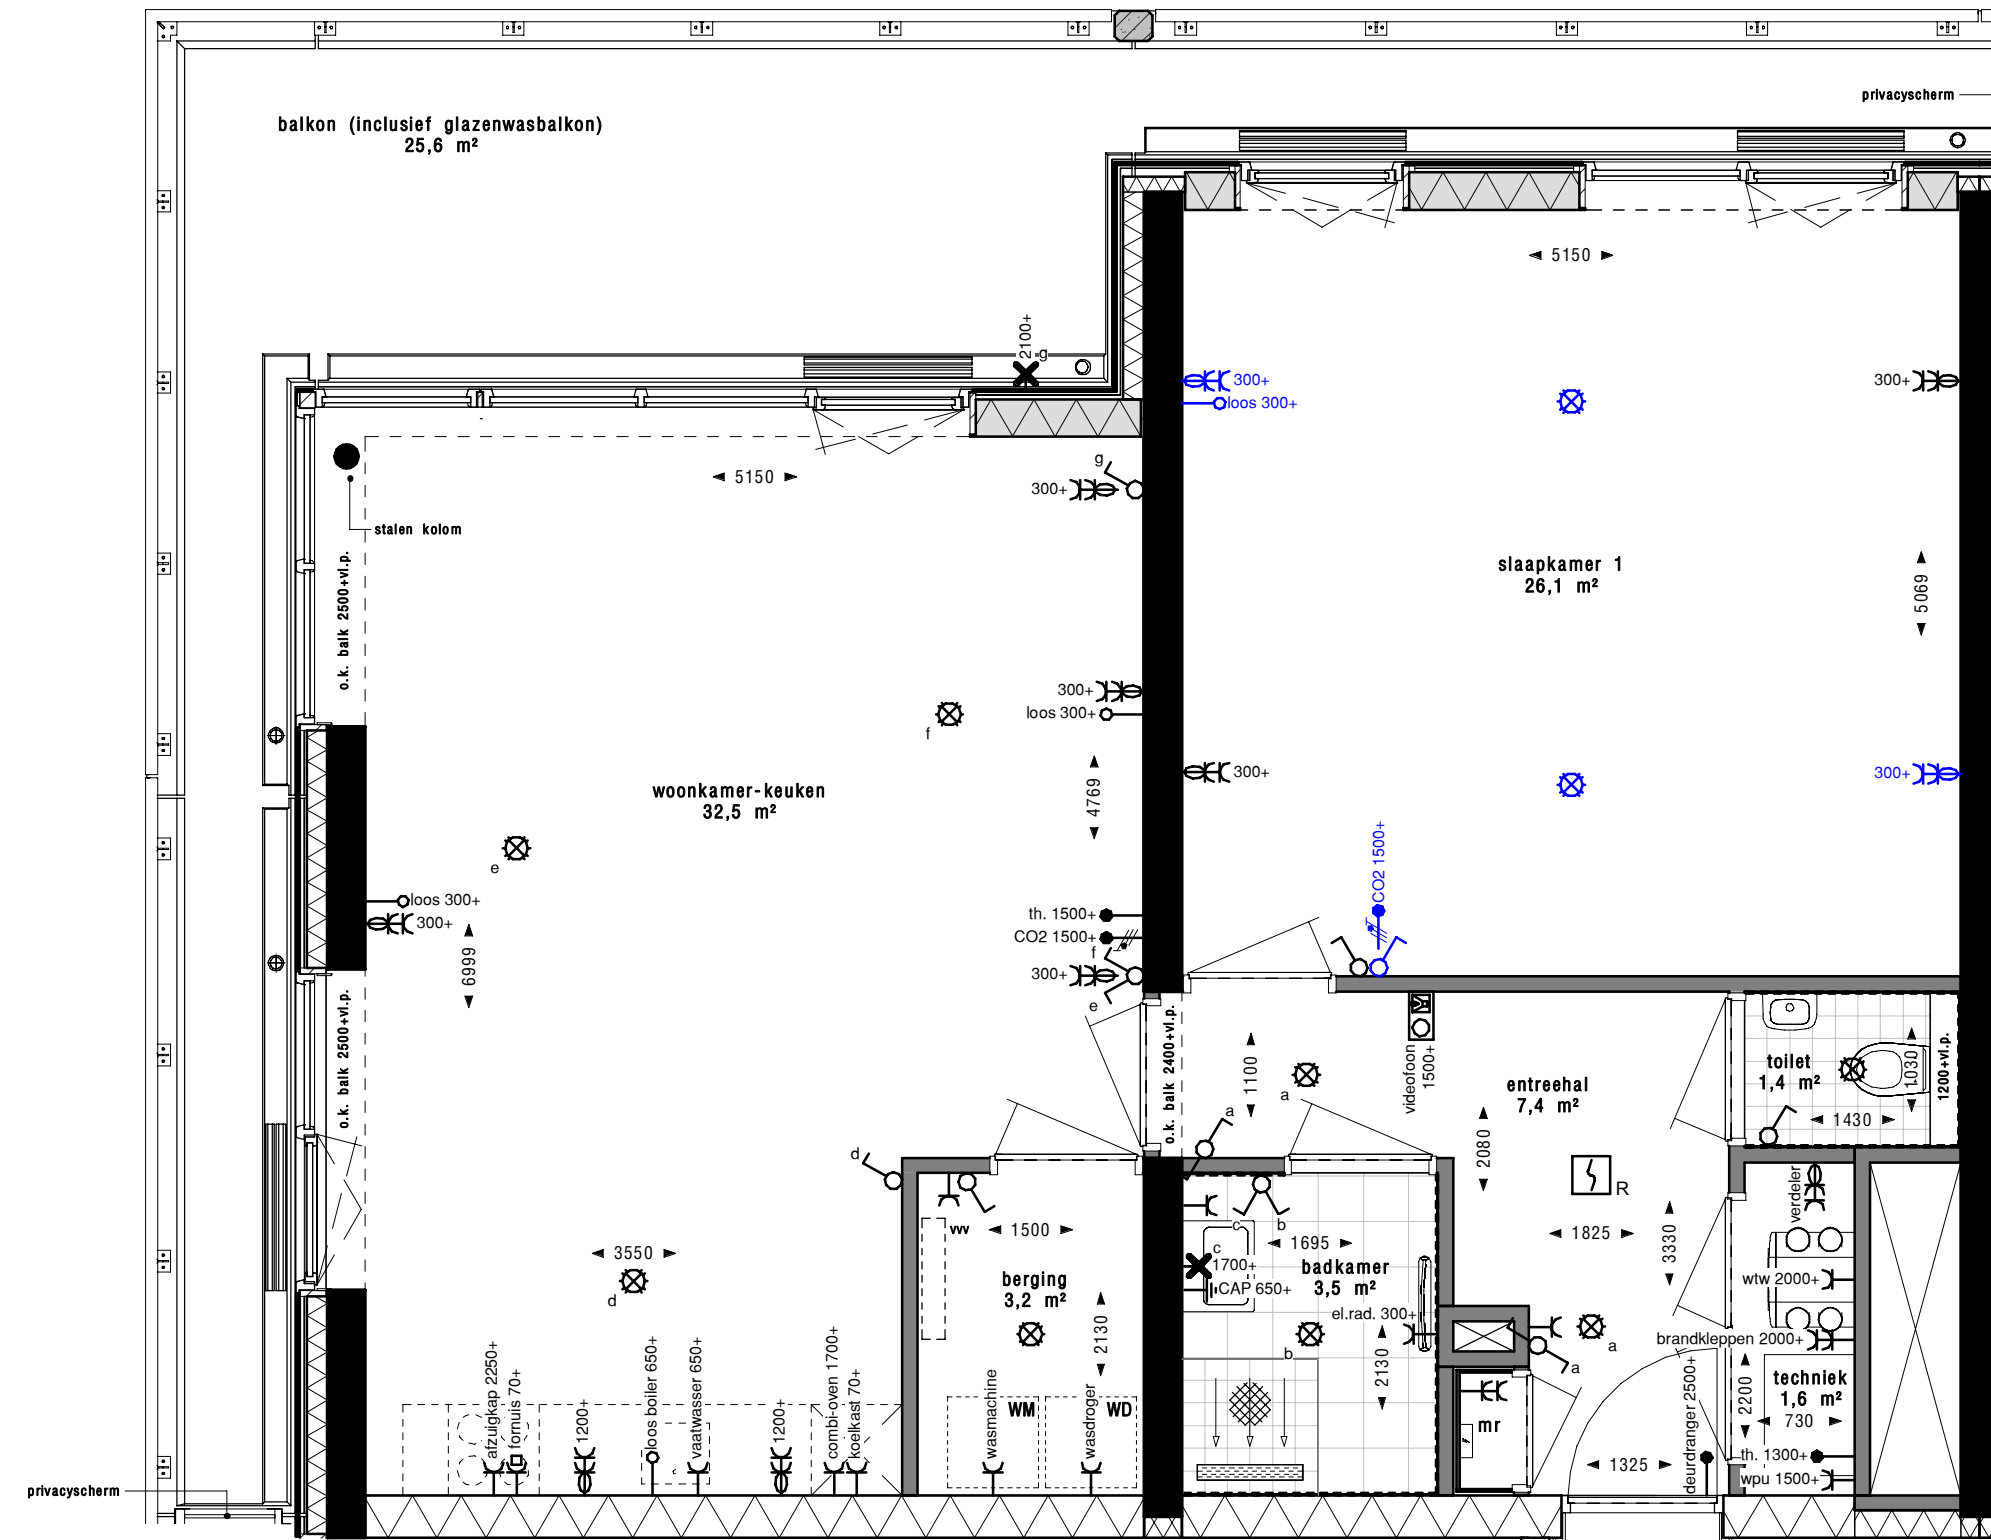 privacyscherm
balkon (inclusief glazenwasbalkon)
25,6 m²
5150
2100+
g
300+
loos 300+
300+
g
5150
300+
stalen kolom
o.k. balk 2500+vl.p.
slaapkamer 1
26,1 m²
5069
300+
loos 300+
f
300+
300+
woonkamer-keuken
32,5 m²
4769
e
CO2 1500+
loos 300+
300+
th. 1500+
CO2 1500+
f
300+
e
6999
o.k. balk 2500+vl.p.
o.k. balk 2400+vl.p.
1100
a
a
videofoon
1500+
entreehal
7,4 m²
toilet
1,4 m²
1030
1200+vl.p.
1430
2080
d
R
verdeler
vvv
1500
c
b
1695
1825
3330
3550
d
berging
3,2 m²
c
1700+
CAP 650+
badkamer
3,5 m²
wtw 2000+
el.rad. 300+
2130
b
2130
a
a
brandkleppen 2000+
afzuigkap 2250+
fornuis 70+
1200+
loos boiler 650+
vaatwasser 650+
1200+
combi-oven 1700+
koelkast 70+
wasmachine
WM
wasdroger
WD
mr
deurdranger 2500+
2200
techniek
1,6 m²
730
1325
th. 1300+
wpu 1500+
privacyscherm